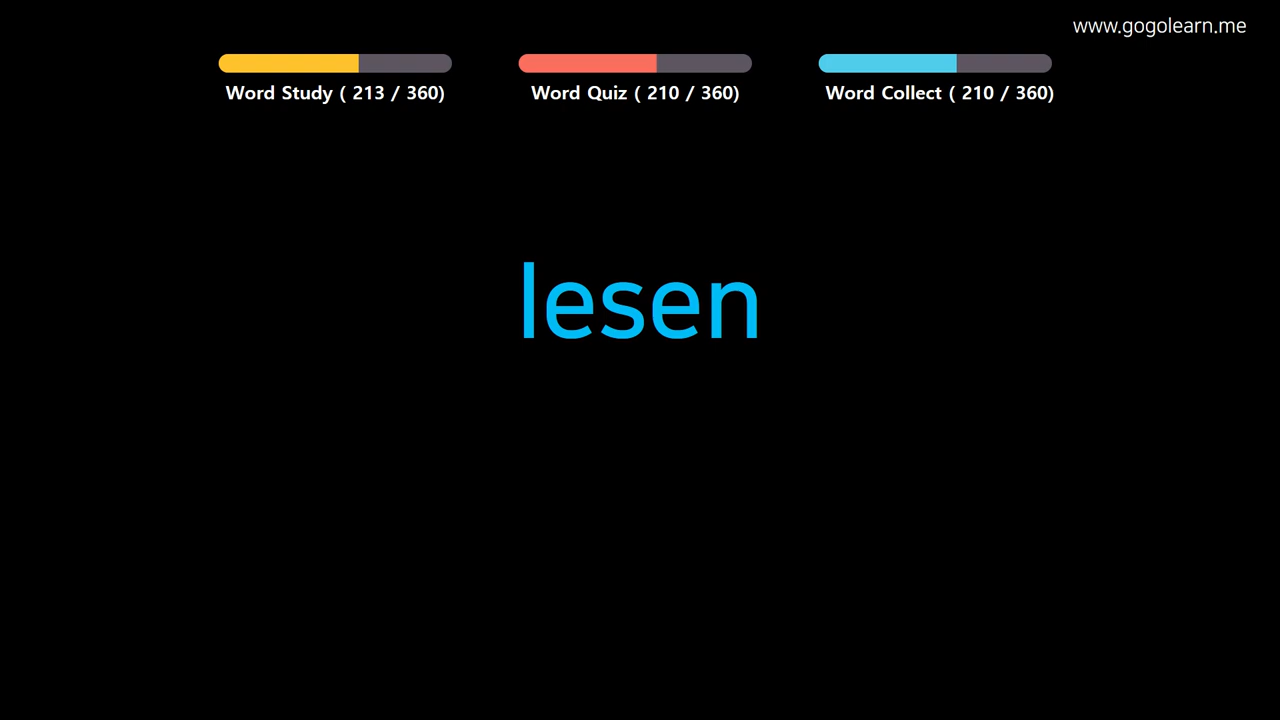 www.gogolearn.me
Word Study ( 213 / 360)
Word Quiz ( 210 / 360)
Word Collect ( 210 / 360)
lesen